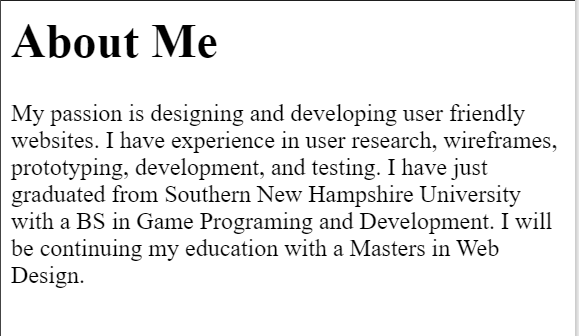 About Me
My passion is designing and developing user friendly
websites. I have experience in user research, wireframes,
prototyping, development, and testing. I have just
graduated from Southern New Hampshire University
with a BS in Game Programing and Development. I will
be continuing my education with a Masters in Web
Design.